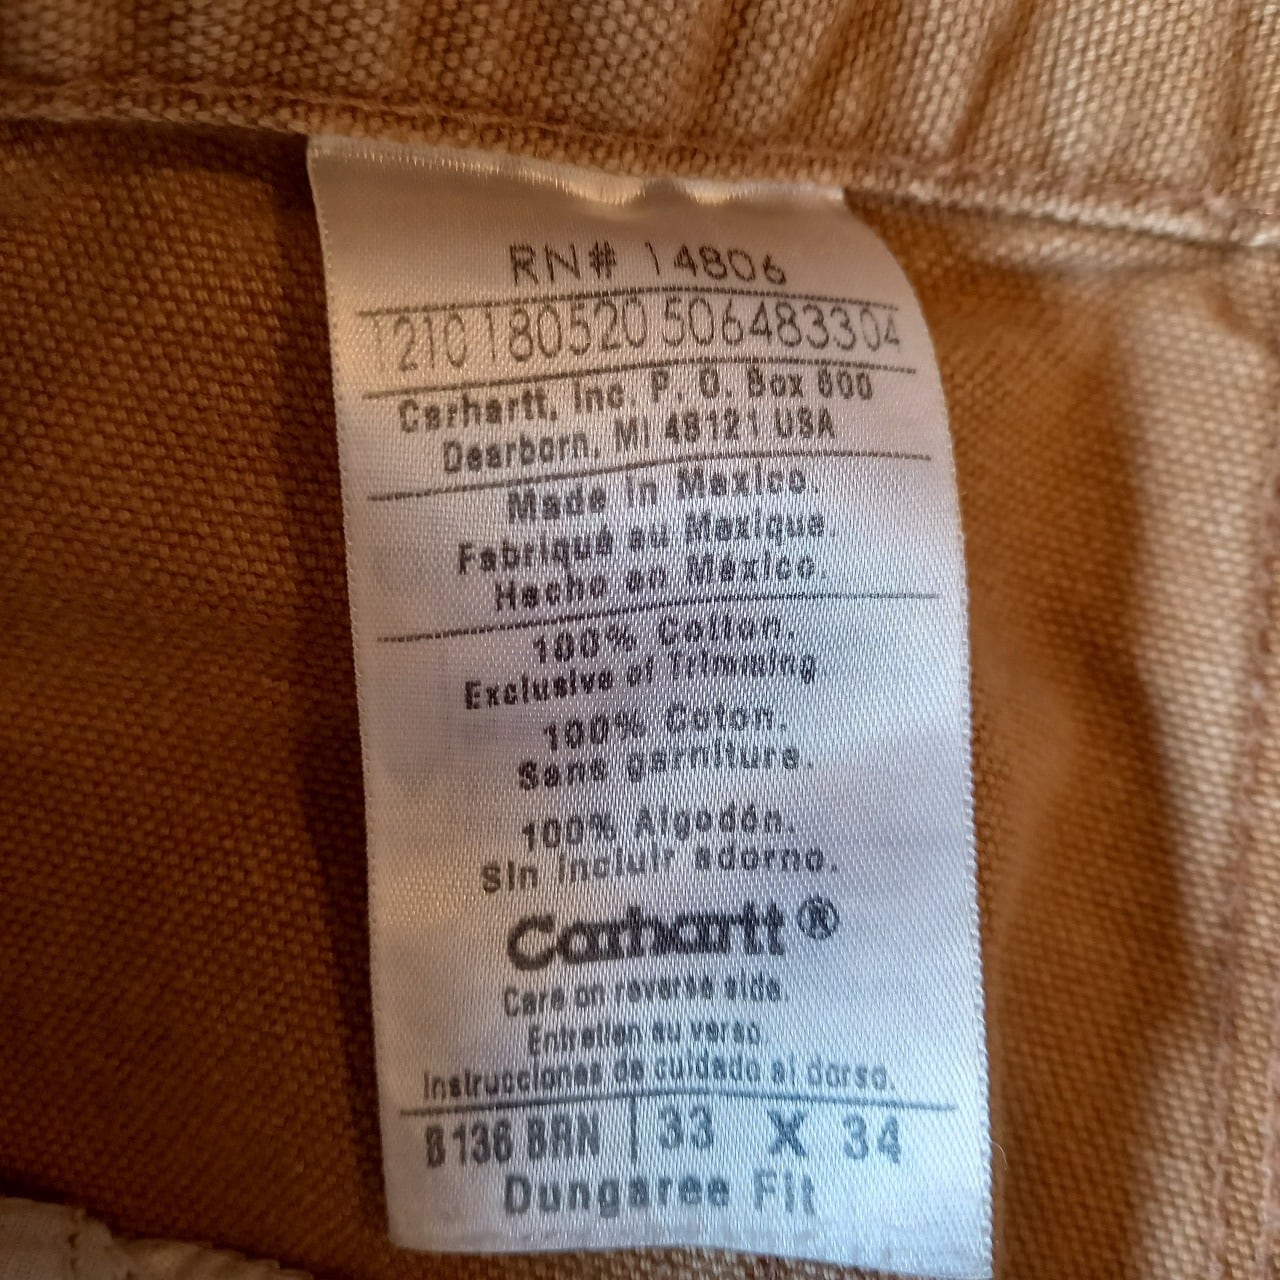 RN# 14806
1210 180520 506483304
Carhartt, Inc. P. O. Box 600
Dearborn, MI 48121 USA
Made in Mexico.
Fabriqué au Mexique.
Hecho en México.
100% Cotton.
Exclusive of Trimming
100% Coton.
Sans garniture.
100% Algodón.
Sin incluir adorno.
Carhartt®
Care on reverse side.
Entretien au verso
Instrucciones de cuidado al dorso.
B136 BRN | 33 X 34
Dungaree Fit